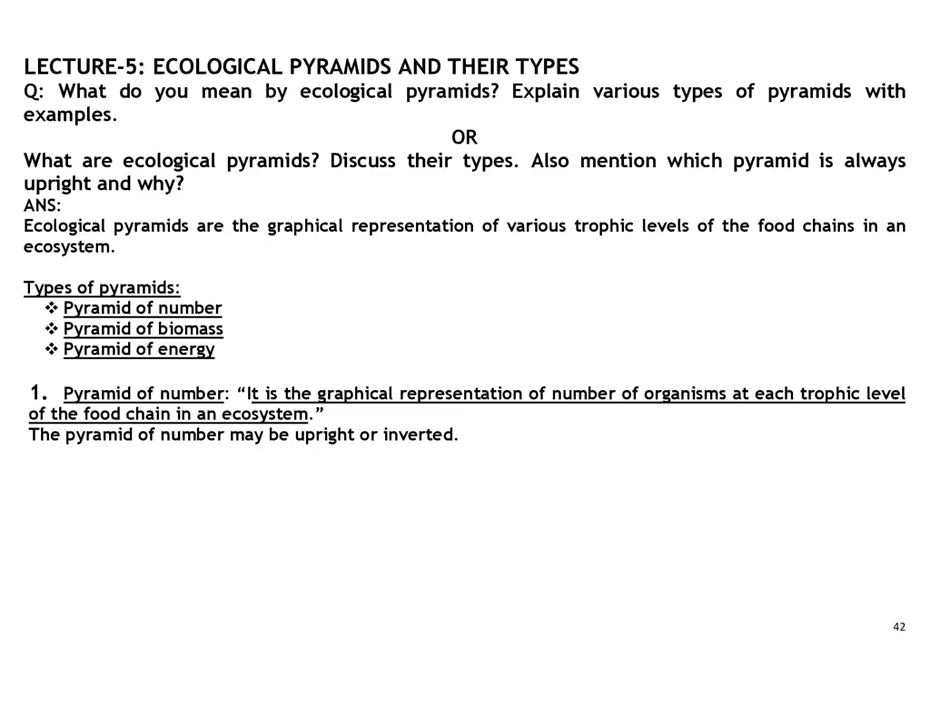 LECTURE-5: ECOLOGICAL PYRAMIDS AND THEIR TYPES
Q: What do you mean by ecological pyramids? Explain various types of pyramids with
examples.
OR
What are ecological pyramids? Discuss their types. Also mention which pyramid is always
upright and why?
ANS:
Ecological pyramids are the graphical representation of various trophic levels of the food chains in an
ecosystem.
Types of pyramids:
❖ Pyramid of number
❖ Pyramid of biomass
❖ Pyramid of energy
1. Pyramid of number: “It is the graphical representation of number of organisms at each trophic level
of the food chain in an ecosystem.”
The pyramid of number may be upright or inverted.
42